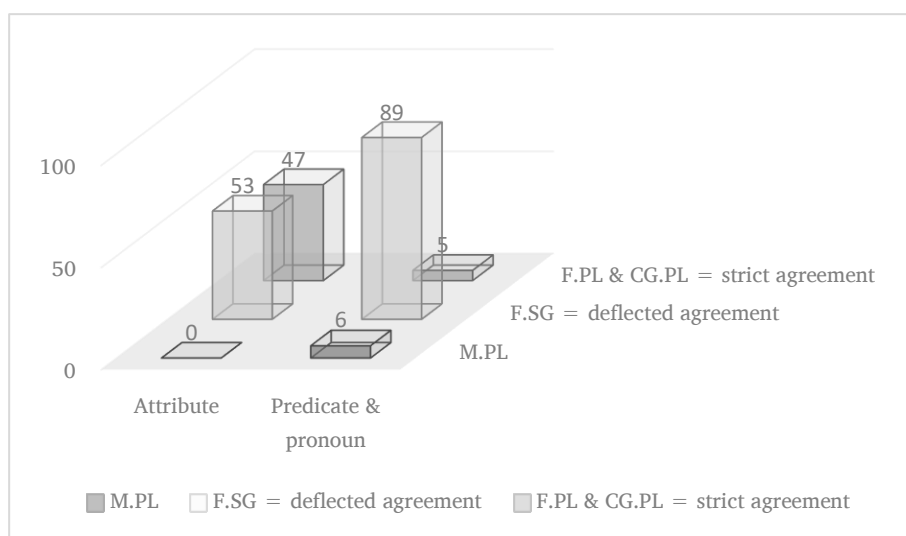 89
47
100
53
5
50
F.PL & CG.PL = strict agreement
F.SG = deflected agreement
0
6
M.PL
0
Attribute
Predicate &
pronoun
M.PL
F.SG = deflected agreement
F.PL & CG.PL = strict agreement